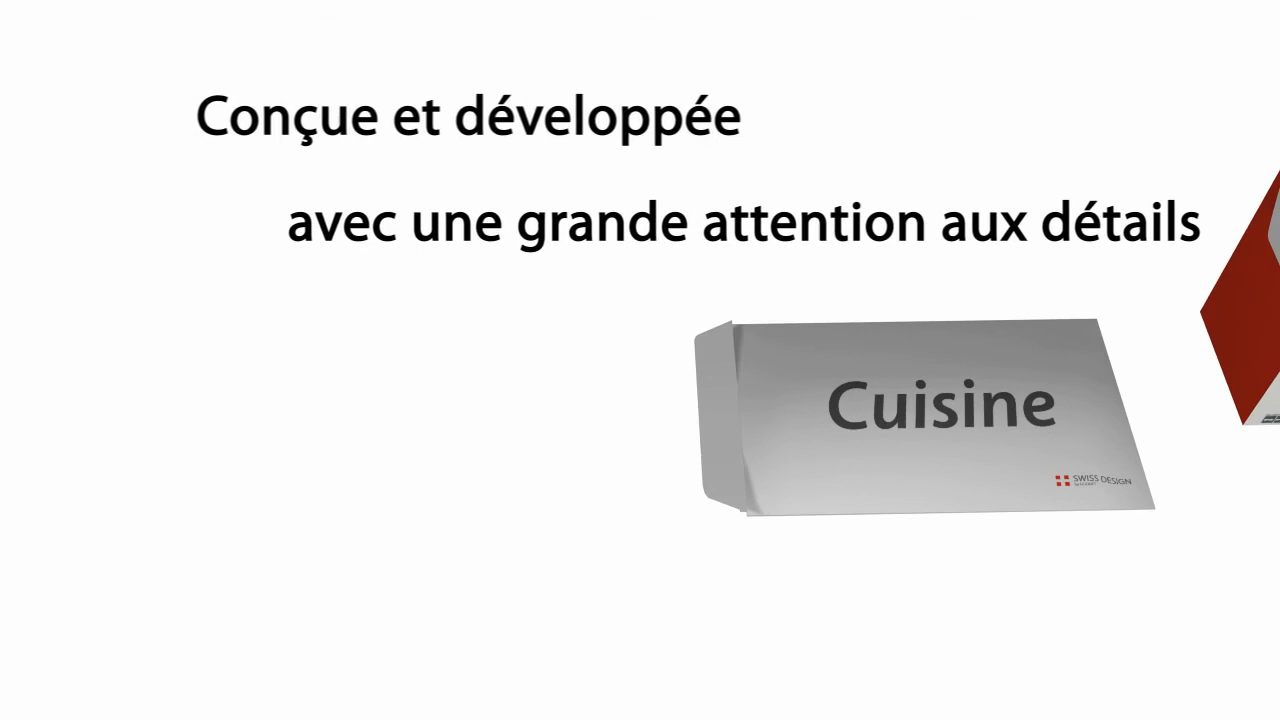 Conçue et développée
avec une grande attention aux détails
Cuisine
SWISS DESIGN